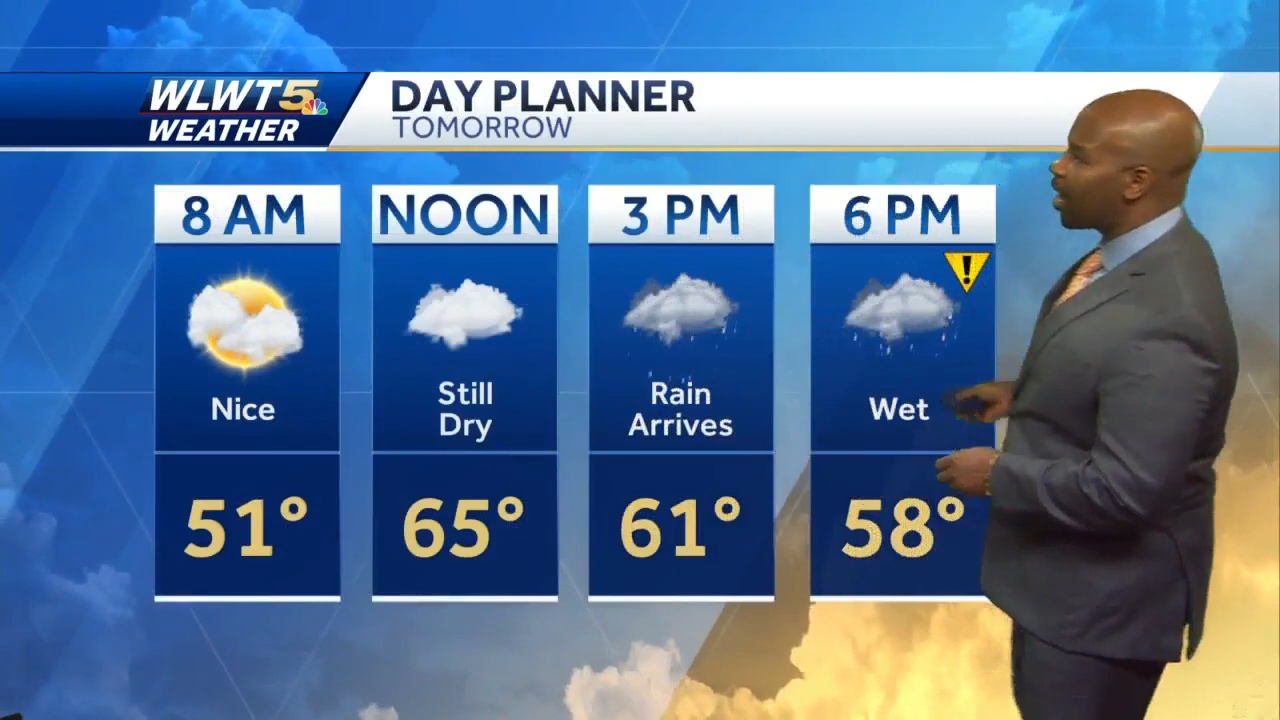 WLWT5
WEATHER
DAY PLANNER
TOMORROW
8 AM
NOON
3 PM
6 PM
!
Nice
Still
Dry
Rain
Arrives
Wet
51°
65°
61°
58°